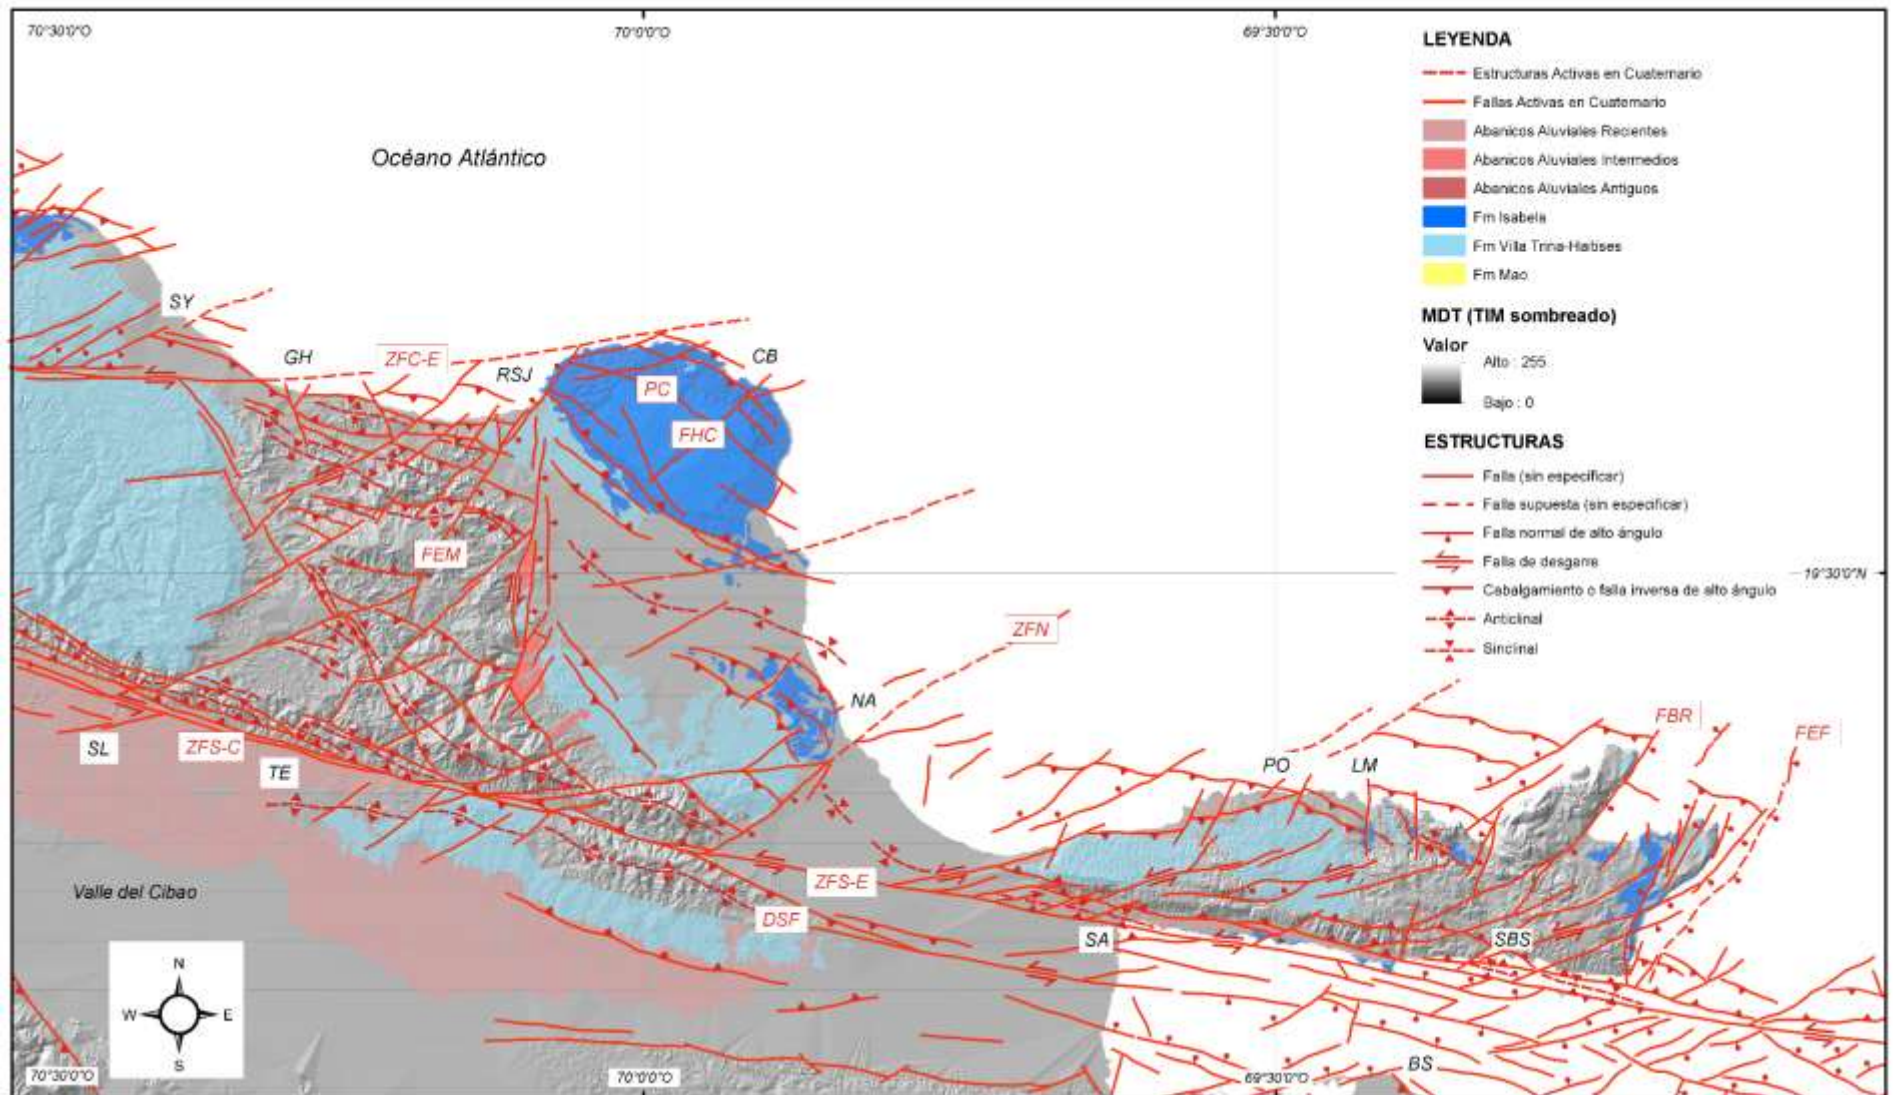 70°30'0"O
70°0'0"O
69°30'0"O
LEYENDA
Estructuras Activas en Cuaternario
Fallas Activas en Cuaternario
Abanicos Aluviales Recientes
Abanicos Aluviales Intermedios
Abanicos Aluviales Antiguos
Fm Isabela
Fm Villa Trina-Haitises
Fm Mao
MDT (TIM sombreado)
Valor
Alto : 255
Bajo : 0
ESTRUCTURAS
Falla (sin especificar)
Falla supuesta (sin especificar)
Falla normal de alto ángulo
Falla de desgarre
Cabalgamiento o falla inversa de alto ángulo
Anticlinal
Sinclinal
Océano Atlántico
SY
GH
ZFC-E
RSJ
CB
PC
FHC
FEM
19°30'0"N
ZFN
NA
SL
ZFS-C
TE
PO
LM
FBR
FEF
Valle del Cibao
ZFS-E
DSF
SA
SBS
BS
N
W
E
S
70°30'0"O
70°0'0"O
69°30'0"O